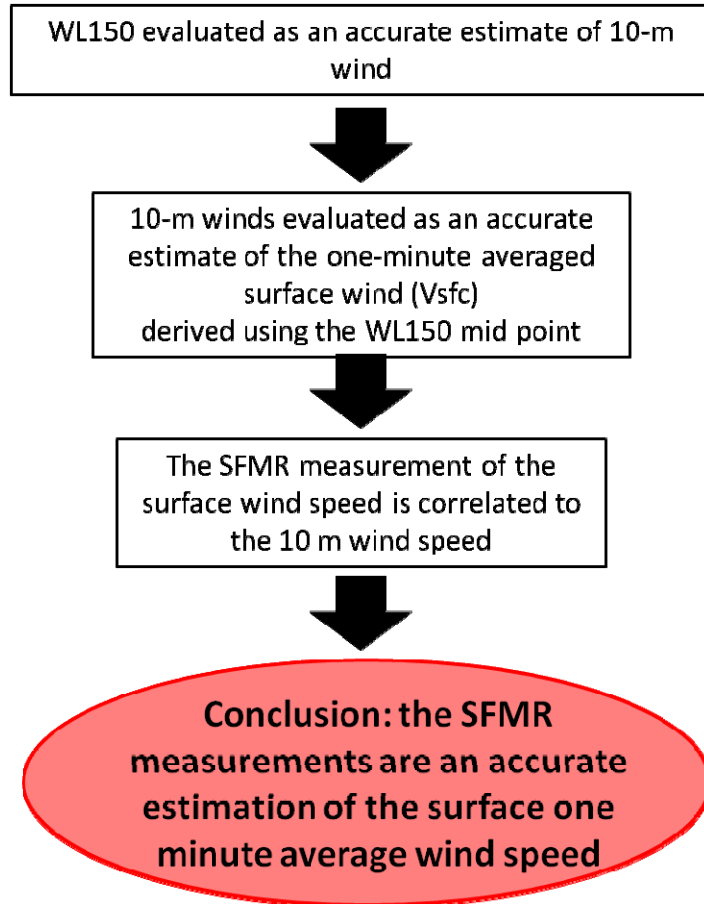 WL150 evaluated as an accurate estimate of 10-m
wind
10-m winds evaluated as an accurate
estimate of the one-minute averaged
surface wind (Vsfc)
derived using the WL150 mid point
The SFMR measurement of the
surface wind speed is correlated to
the 10 m wind speed
Conclusion: the SFMR
measurements are an accurate
estimation of the surface one
minute average wind speed